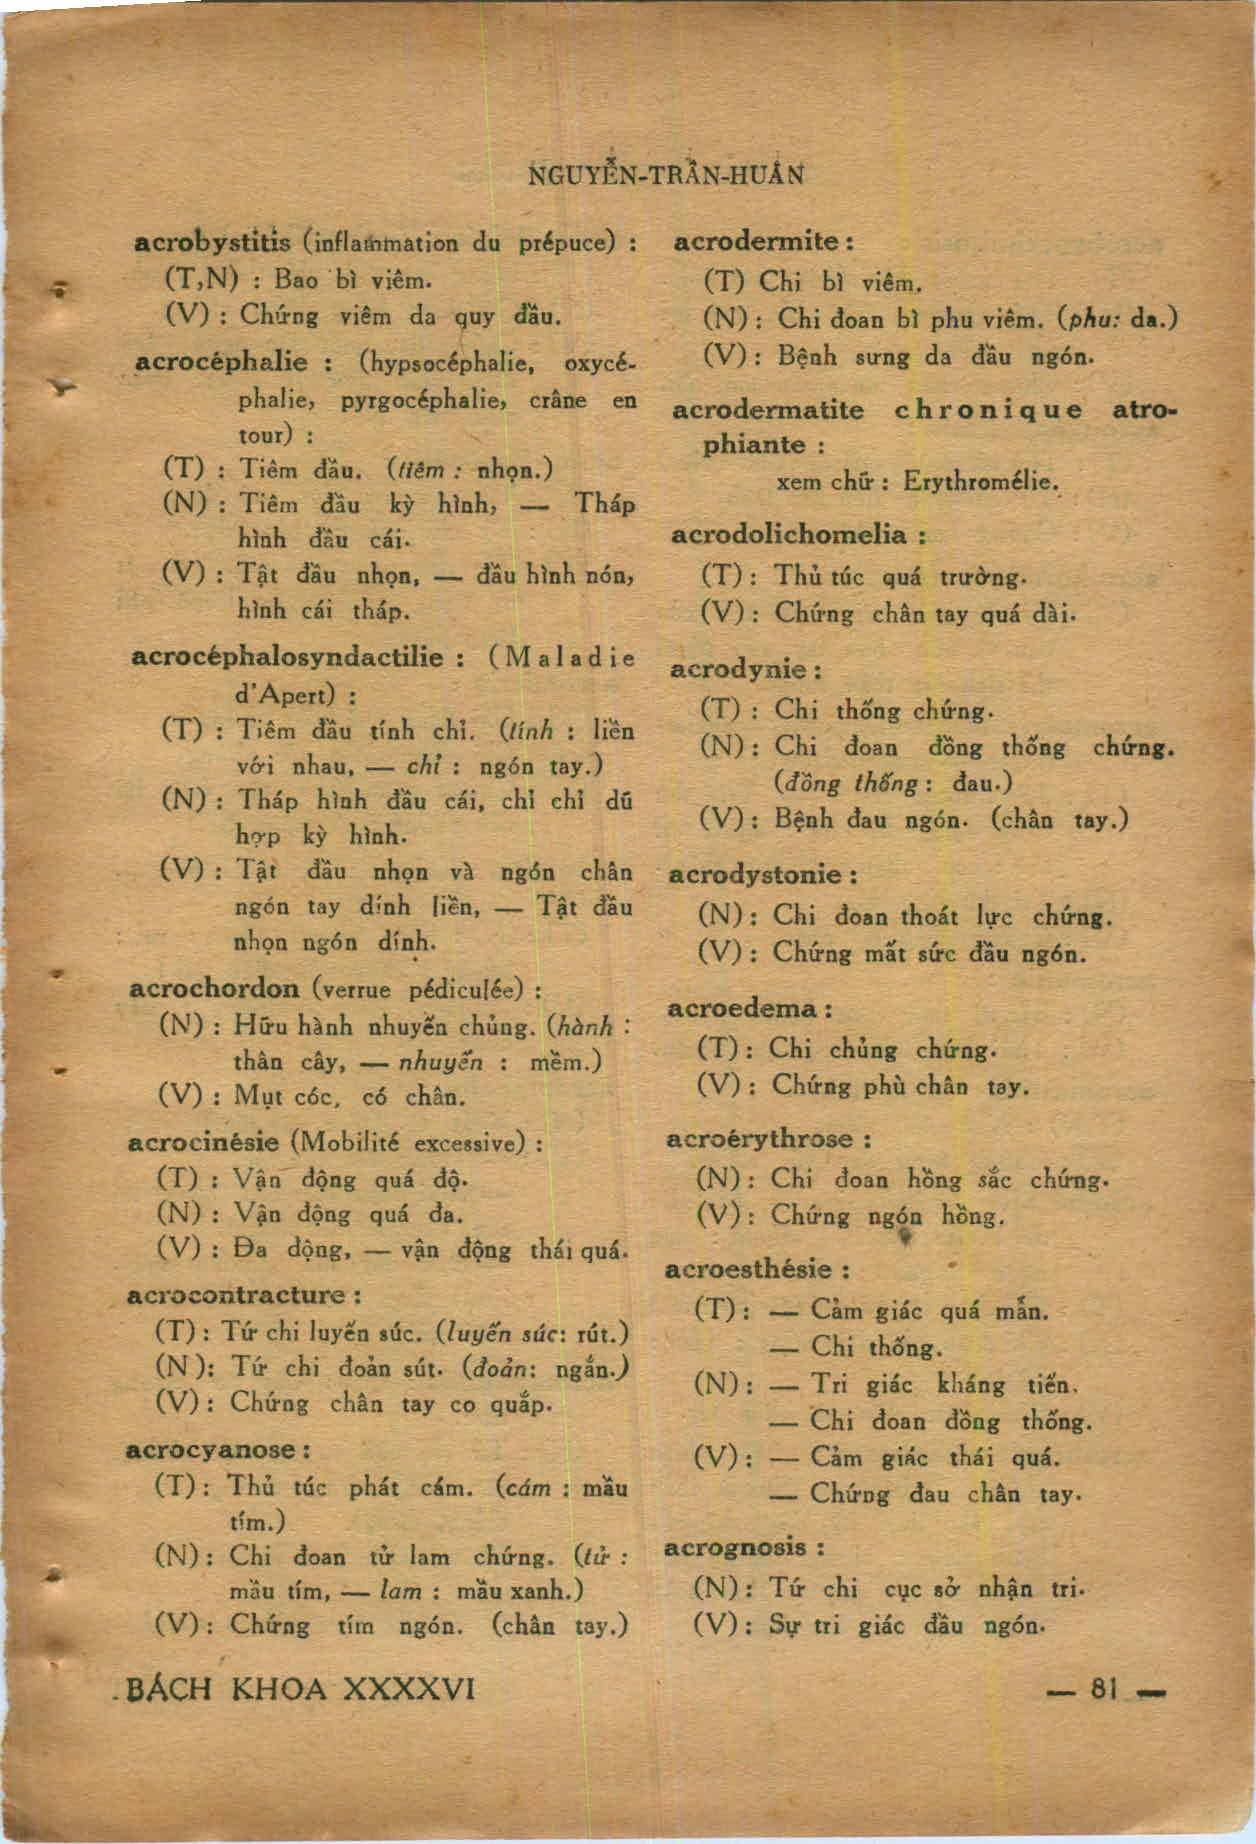 NGUYỄN-TRẦN-HUÂN
acrobystitis (inflammation du prépuce) :
(T,N) : Bao bì viêm.
(V) : Chứng viêm da quy đầu.
acrocéphalie : (hypsocéphalie, oxycé-
phalie, pyrgocéphalie, crâne en
tour) :
(T) : Tiêm đầu. (tiêm : nhọn.)
(N) : Tiêm đầu kỳ hình, — Tháp
hình đầu cái.
(V) : Tật đầu nhọn, — đầu hình nón,
hình cái tháp.
acrocéphalosyndactilie : (Maladie
d'Apert) :
(T) : Tiêm đầu tính chỉ. (tính : liền
với nhau, — chỉ : ngón tay.)
(N) : Tháp hình đầu cái, chỉ chỉ dũ
hợp kỳ hình.
(V) : Tật đầu nhọn và ngón chân
ngón tay dính liền, — Tật đầu
nhọn ngón dính.
acrochordon (verrue pédiculée) :
(N) : Hữu hành nhuyễn chủng. (hành :
thân cây, — nhuyễn : mềm.)
(V) : Mụt cóc, có chân.
acrocinésie (Mobilité excessive) :
(T) : Vận động quá độ.
(N) : Vận động quá đa.
(V) : Đa động, — vận động thái quá.
acrocontracture :
(T) : Tứ chi luyến súc. (luyến súc: rút.)
(N): Tứ chi đoản sút. (đoản: ngắn.)
(V) : Chứng chân tay co quắp.
acrocyanose :
(T) : Thủ túc phát cám. (cám : mầu
tím.)
(N) : Chi đoan tử lam chứng. (tử :
mầu tím, — lam : mầu xanh.)
(V) : Chứng tím ngón. (chân tay.)
acrodermite :
(T) Chi bì viêm.
(N) : Chi đoan bì phu viêm. (phu: da.)
(V) : Bệnh sưng da đầu ngón.
acrodermatite chronique atro-
phiante :
xem chữ : Erythromélie.
acrodolichomelia :
(T) : Thủ túc quá trường.
(V) : Chứng chân tay quá dài.
acrodynie :
(T) : Chi thống chứng.
(N) : Chi đoan đồng thống chứng.
(đồng thống : đau.)
(V) : Bệnh đau ngón. (chân tay.)
acrodystonie :
(N) : Chi đoan thoát lực chứng.
(V) : Chứng mất sức đầu ngón.
acroedema :
(T) : Chi chủng chứng.
(V) : Chứng phù chân tay.
acroérythrose :
(N) : Chi đoan hồng sắc chứng.
(V) : Chứng ngón hồng.
acroesthésie :
(T) : — Cảm giác quá mẫn.
— Chi thống.
(N) : — Tri giác kháng tiến.
— Chi đoan đồng thống.
(V) : — Cảm giác thái quá.
— Chứng đau chân tay.
acrognosis :
(N) : Tứ chi cục sở nhận tri.
(V) : Sự tri giác đầu ngón.
BÁCH KHOA XXXXVI
— 81 —